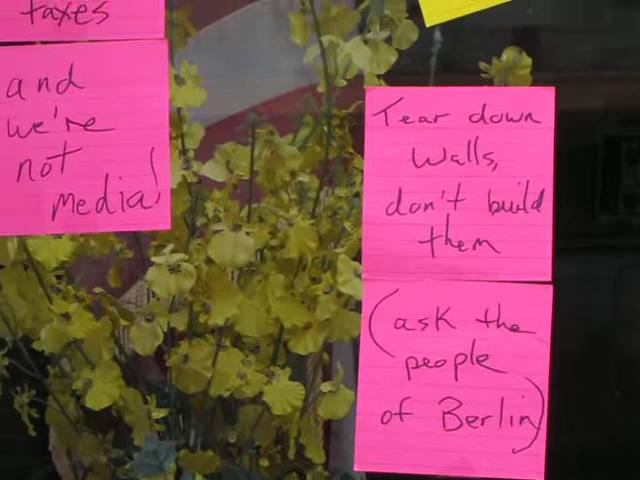 taxes
and
we're
not
media!
Tear down
walls,
don't build
them
(ask the
people
of Berlin)